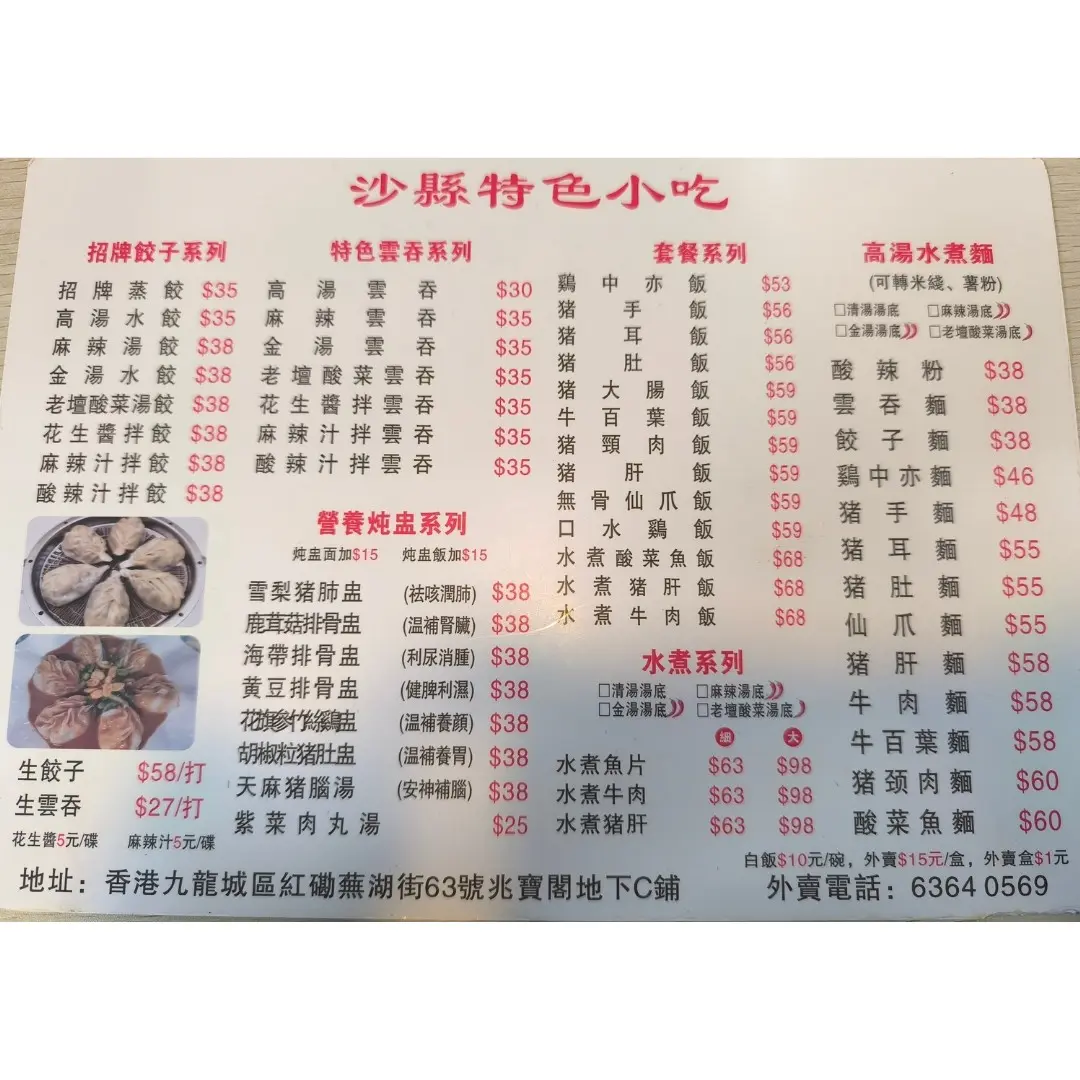 沙縣特色小吃
招牌餃子系列
招牌蒸餃 $35
高湯水餃 $35
麻辣湯餃 $38
金湯水餃 $38
老壇酸菜湯餃 $38
花生醬拌餃 $38
麻辣汁拌餃 $38
酸辣汁拌餃 $38
生餃子 $58/打
生雲吞 $27/打
花生醬5元/碟 麻辣汁5元/碟
特色雲吞系列
高湯雲吞 $30
麻辣雲吞 $35
金湯雲吞 $35
老壇酸菜雲吞 $35
花生醬拌雲吞 $35
麻辣汁拌雲吞 $35
酸辣汁拌雲吞 $35
營養炖盅系列
炖盅面加$15 炖盅飯加$15
雪梨猪肺盅 (祛咳潤肺) $38
鹿茸菇排骨盅 (温補腎臟) $38
海帶排骨盅 (利尿消腫) $38
黄豆排骨盅 (健脾利濕) $38
花旗參竹絲鷄盅 (温補養顏) $38
胡椒粒猪肚盅 (温補養胃) $38
天麻猪腦湯 (安神補腦) $38
紫菜肉丸湯 $25
套餐系列
鷄中亦飯 $53
猪手飯 $56
猪耳飯 $56
猪肚飯 $56
猪大腸飯 $59
牛百葉飯 $59
猪頸肉飯 $59
猪肝飯 $59
無骨仙爪飯 $59
口水鷄飯 $59
水煮酸菜魚飯 $68
水煮猪肝飯 $68
水煮牛肉飯 $68
水煮系列
□清湯湯底 □麻辣湯底
□金湯湯底 □老壇酸菜湯底
細 大
水煮魚片 $63 $98
水煮牛肉 $63 $98
水煮猪肝 $63 $98
高湯水煮麵
(可轉米綫、薯粉)
□清湯湯底 □麻辣湯底
□金湯湯底 □老壇酸菜湯底
酸辣粉 $38
雲吞麵 $38
餃子麵 $38
鷄中亦麵 $46
猪手麵 $48
猪耳麵 $55
猪肚麵 $55
仙爪麵 $55
猪肝麵 $58
牛肉麵 $58
牛百葉麵 $58
猪颈肉麵 $60
酸菜魚麵 $60
白飯$10元/碗，外賣$15元/盒，外賣盒$1元
地址：香港九龍城區紅磡蕪湖街63號兆寶閣地下C鋪
外賣電話：6364 0569